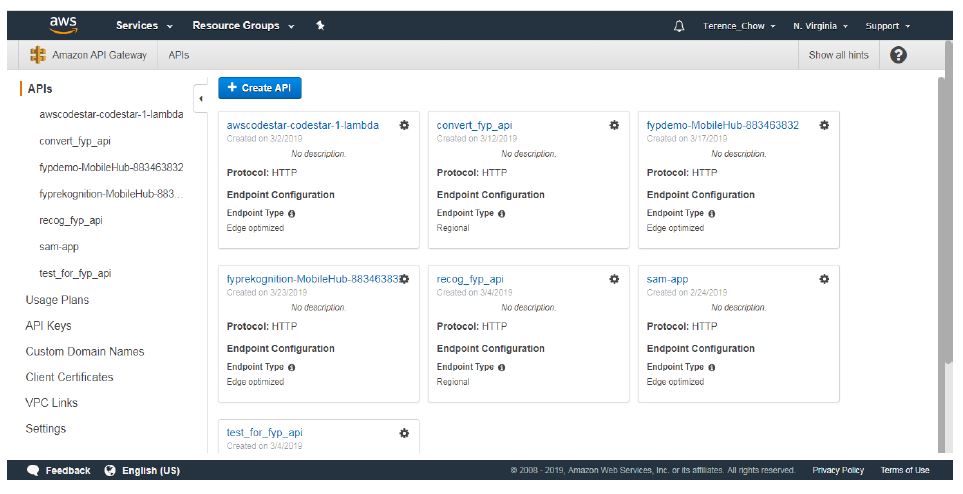 aws
Services
Resource Groups
Terence_Chow
N. Virginia
Support
Amazon API Gateway
APIs
Show all hints
?
APIs
awscodestar-codestar-1-lambda
convert_fyp_api
fypdemo-MobileHub-883463832
fyprekognition-MobileHub-883...
recog_fyp_api
sam-app
test_for_fyp_api
Usage Plans
API Keys
Custom Domain Names
Client Certificates
VPC Links
Settings
+ Create API
awscodestar-codestar-1-lambda
Created on 3/2/2019
No description.
Protocol: HTTP
Endpoint Configuration
Endpoint Type
Edge optimized
convert_fyp_api
Created on 3/12/2019
No description.
Protocol: HTTP
Endpoint Configuration
Endpoint Type
Regional
fypdemo-MobileHub-883463832
Created on 3/17/2019
No description.
Protocol: HTTP
Endpoint Configuration
Endpoint Type
Edge optimized
fyprekognition-MobileHub-883463832
Created on 3/23/2019
No description.
Protocol: HTTP
Endpoint Configuration
Endpoint Type
Edge optimized
recog_fyp_api
Created on 3/4/2019
No description.
Protocol: HTTP
Endpoint Configuration
Endpoint Type
Regional
sam-app
Created on 2/24/2019
No description.
Protocol: HTTP
Endpoint Configuration
Endpoint Type
Edge optimized
test_for_fyp_api
Created on 3/4/2019
Feedback
English (US)
© 2008 - 2019, Amazon Web Services, Inc. or its affiliates. All rights reserved.
Privacy Policy
Terms of Use